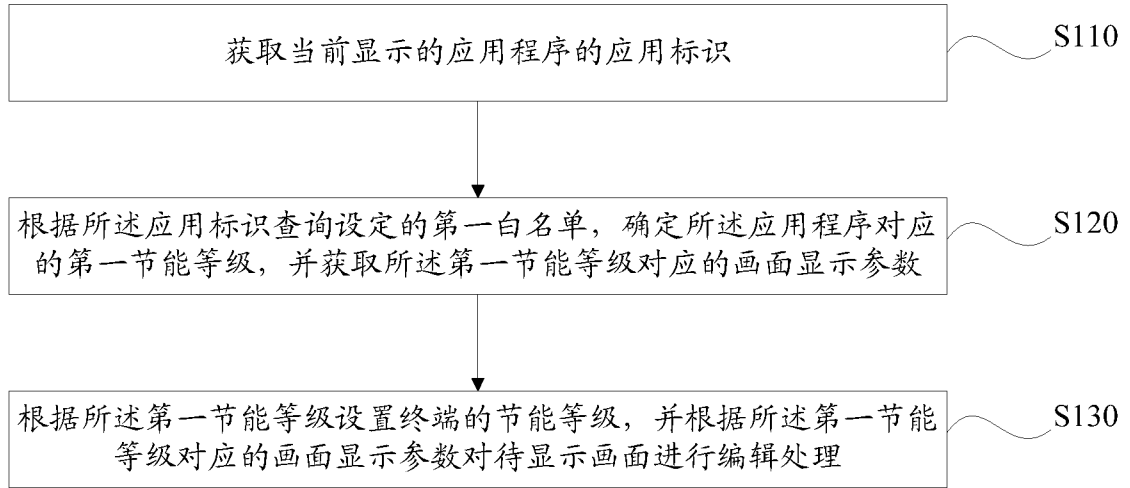 获取当前显示的应用程序的应用标识
S110
根据所述应用标识查询设定的第一白名单，确定所述应用程序对应
的第一节能等级，并获取所述第一节能等级对应的画面显示参数
S120
根据所述第一节能等级设置终端的节能等级，并根据所述第一节能
等级对应的画面显示参数对待显示画面进行编辑处理
S130